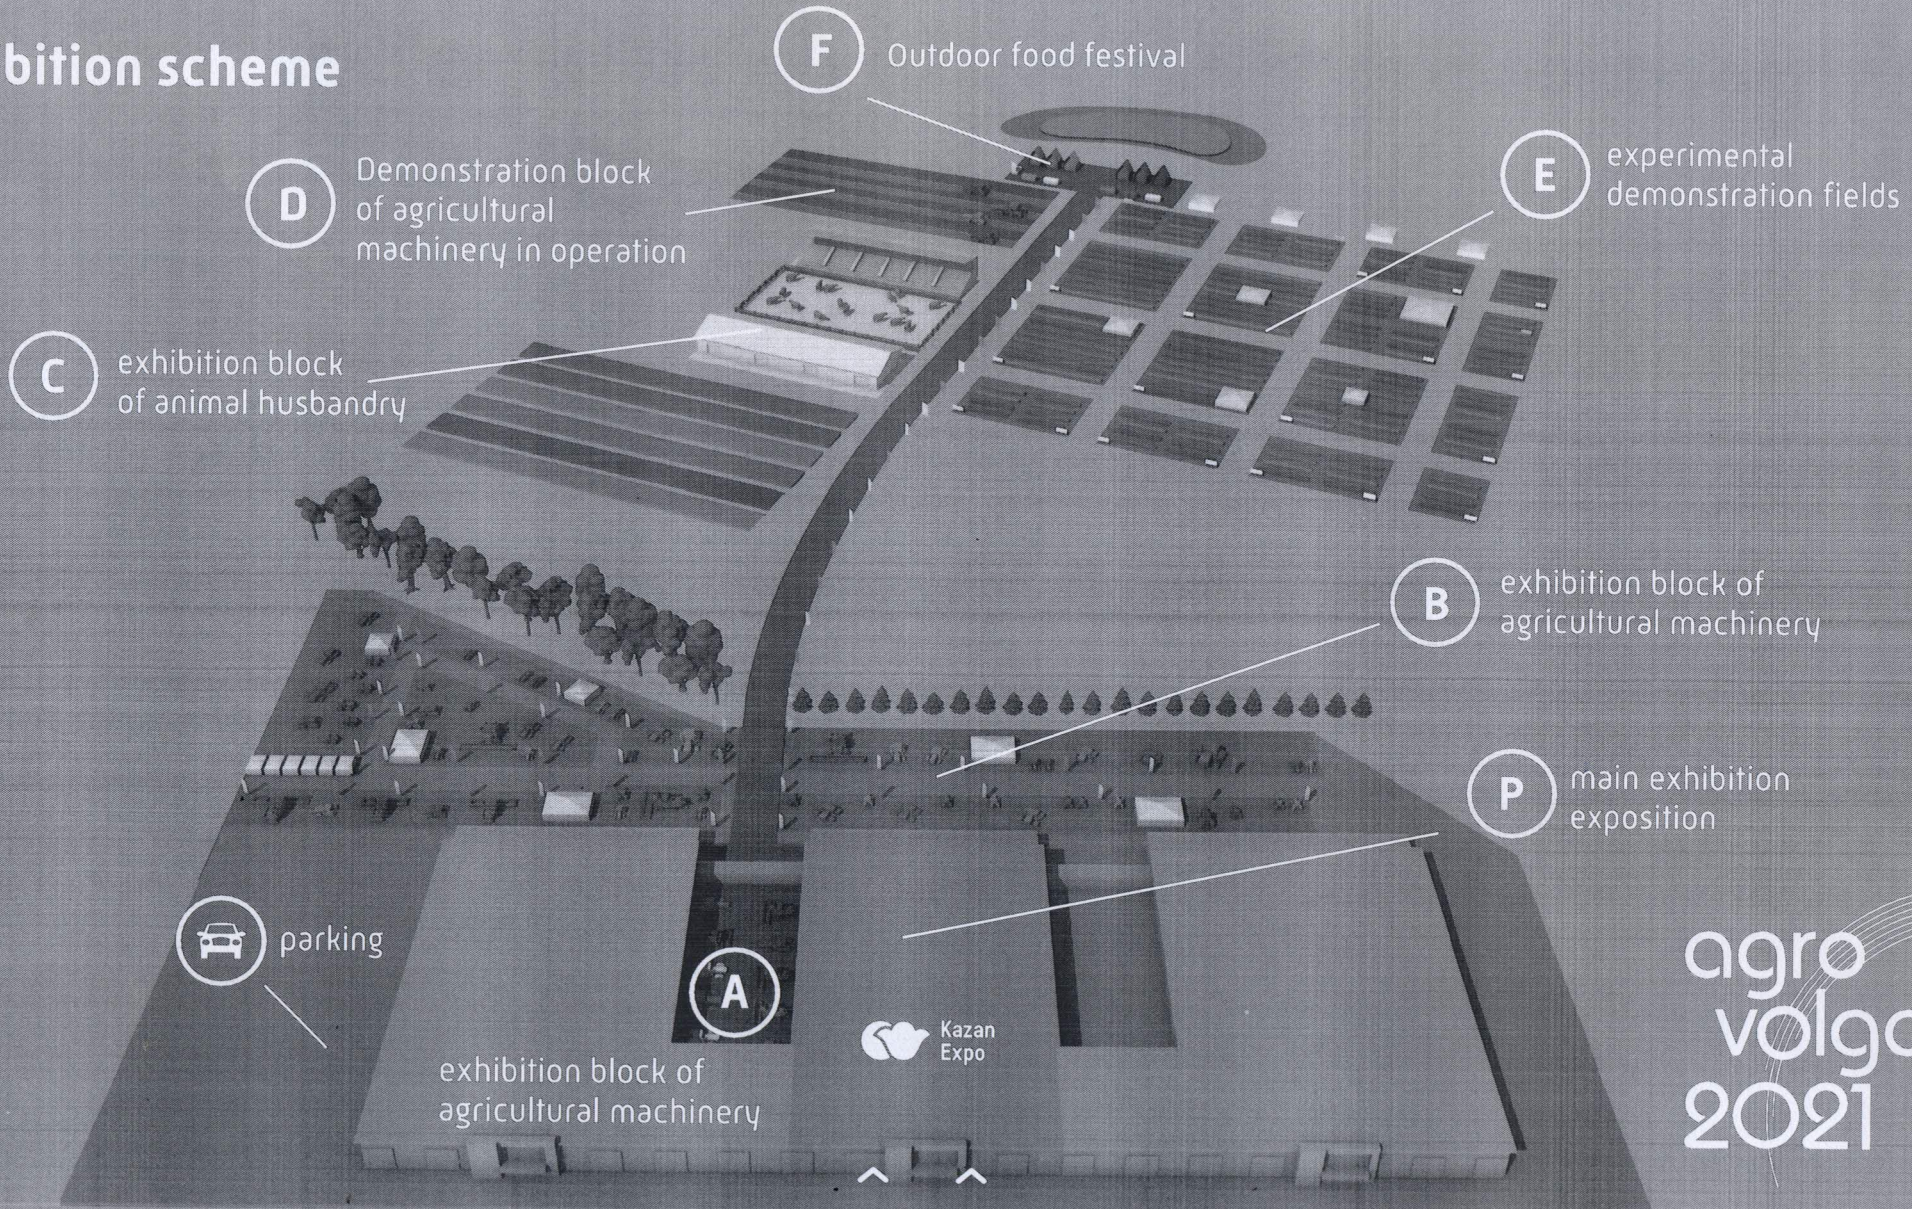 bition scheme
F
Outdoor food festival
D
Demonstration block
of agricultural
machinery in operation
E
experimental
demonstration fields
C
exhibition block
of animal husbandry
B
exhibition block of
agricultural machinery
P
main exhibition
exposition
parking
A
exhibition block of
agricultural machinery
Kazan
Expo
agro
volga
2021